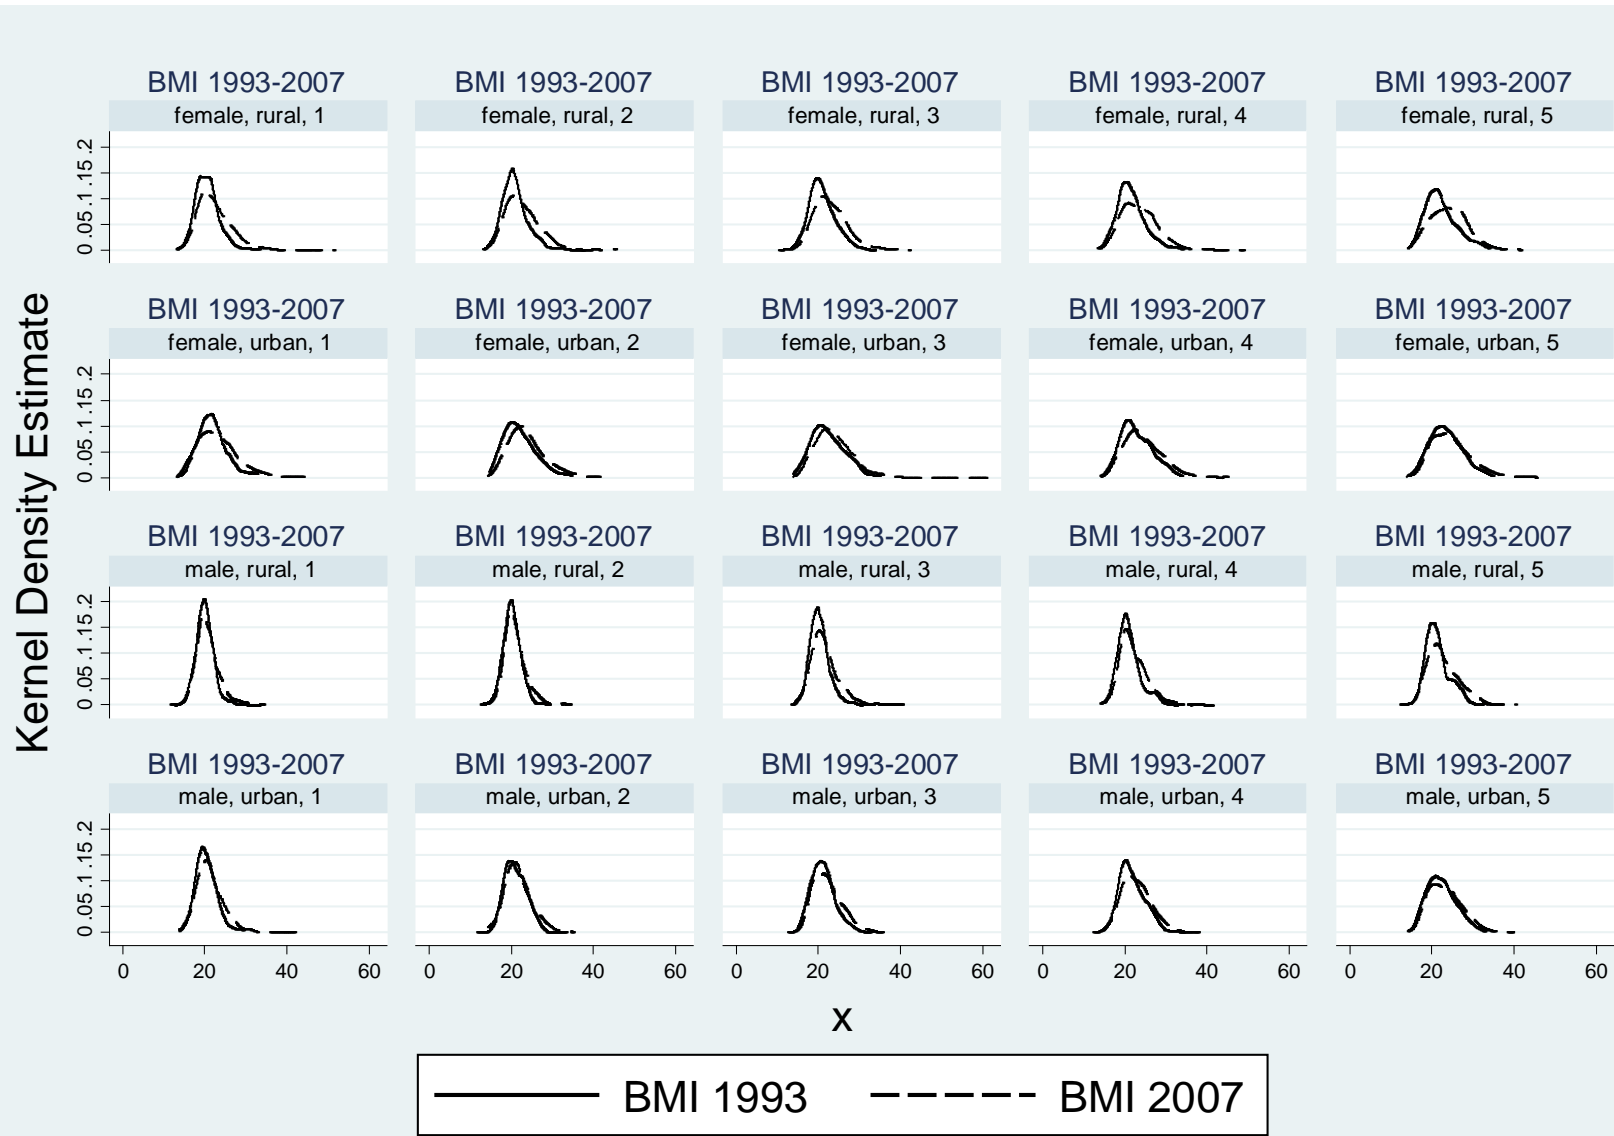 BMI 1993-2007 BMI 1993-2007 BMI 1993-2007 BMI 1993-2007 BMI 1993-2007
female, rural, 1 female, rural, 2 female, rural, 3 female, rural, 4 female, rural, 5
0 .05 .1 .15 .2
BMI 1993-2007 BMI 1993-2007 BMI 1993-2007 BMI 1993-2007 BMI 1993-2007
female, urban, 1 female, urban, 2 female, urban, 3 female, urban, 4 female, urban, 5
0 .05 .1 .15 .2
Kernel Density Estimate
BMI 1993-2007 BMI 1993-2007 BMI 1993-2007 BMI 1993-2007 BMI 1993-2007
male, rural, 1 male, rural, 2 male, rural, 3 male, rural, 4 male, rural, 5
0 .05 .1 .15 .2
BMI 1993-2007 BMI 1993-2007 BMI 1993-2007 BMI 1993-2007 BMI 1993-2007
male, urban, 1 male, urban, 2 male, urban, 3 male, urban, 4 male, urban, 5
0 .05 .1 .15 .2
0 20 40 60 0 20 40 60 0 20 40 60 0 20 40 60 0 20 40 60
x
BMI 1993 BMI 2007